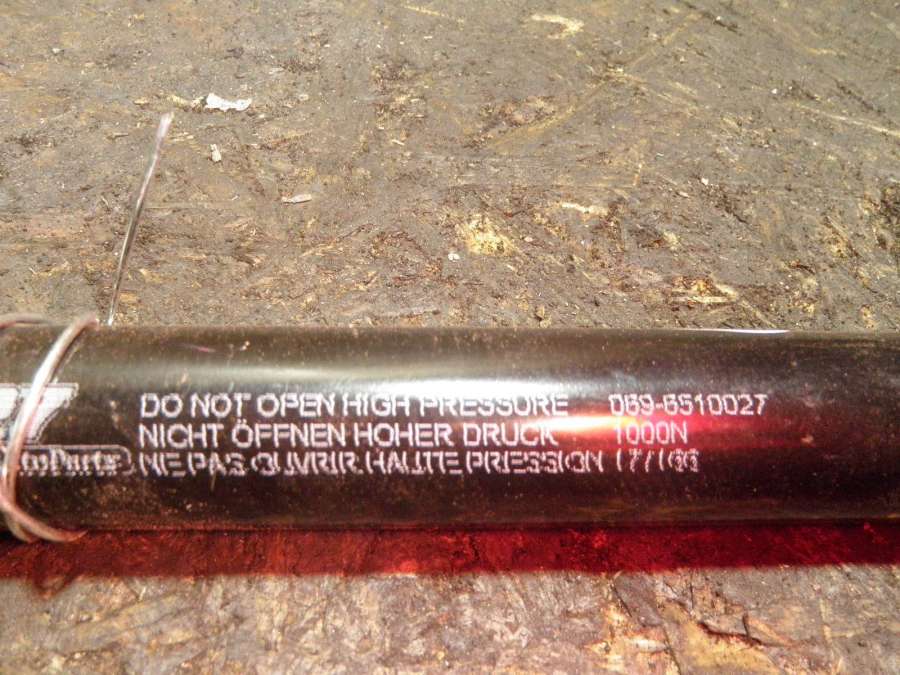 DO NOT OPEN HIGH PRESSURE 069-6510027
NICHT ÖFFNEN HOHER DRUCK 1000N
NE PAS OUVRIR HAUTE PRESSION